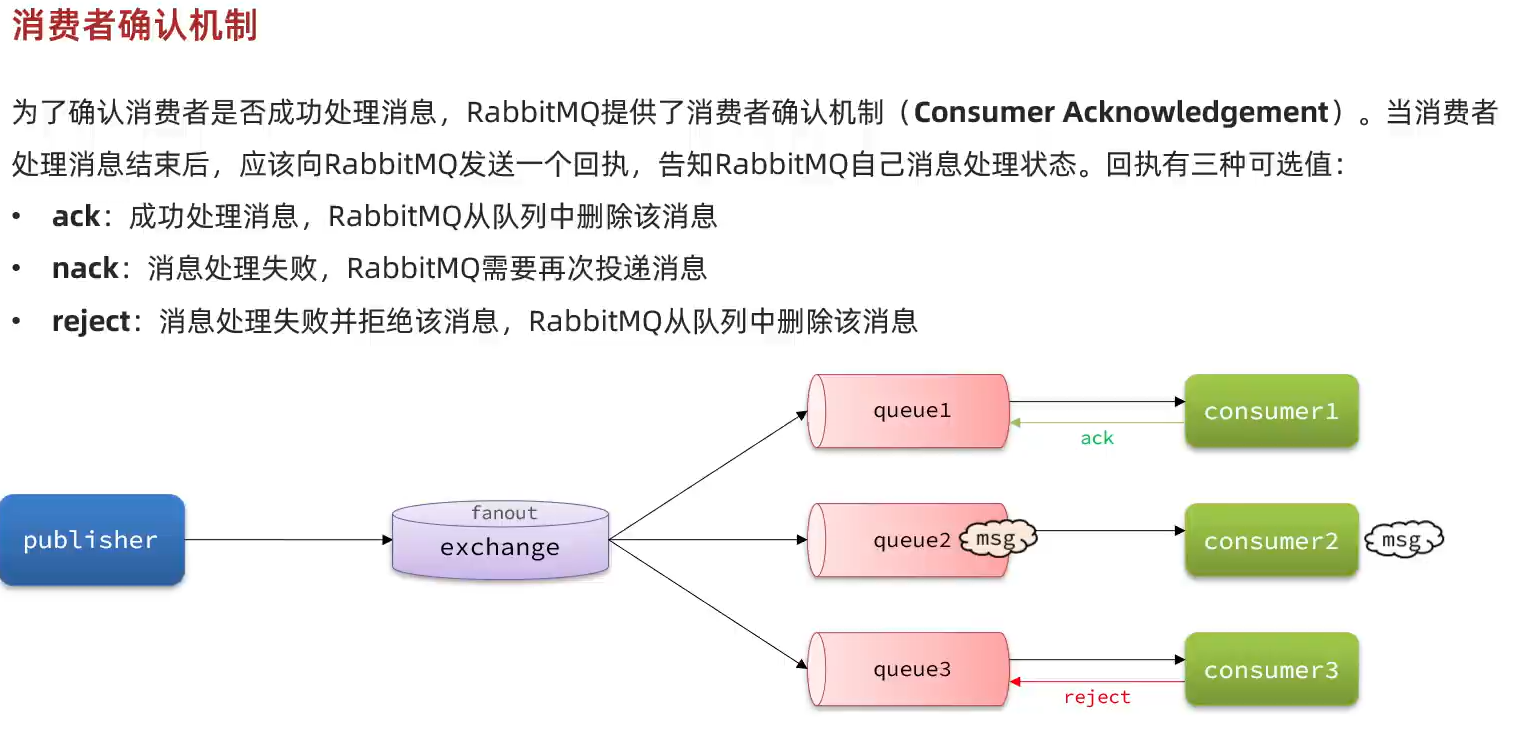 消费者确认机制
为了确认消费者是否成功处理消息，RabbitMQ提供了消费者确认机制（Consumer Acknowledgement）。当消费者
处理消息结束后，应该向RabbitMQ发送一个回执，告知RabbitMQ自己消息处理状态。回执有三种可选值：
• ack：成功处理消息，RabbitMQ从队列中删除该消息
• nack：消息处理失败，RabbitMQ需要再次投递消息
• reject：消息处理失败并拒绝该消息，RabbitMQ从队列中删除该消息
queue1
consumer1
ack
publisher
fanout
exchange
queue2
msg
consumer2
msg
queue3
consumer3
reject